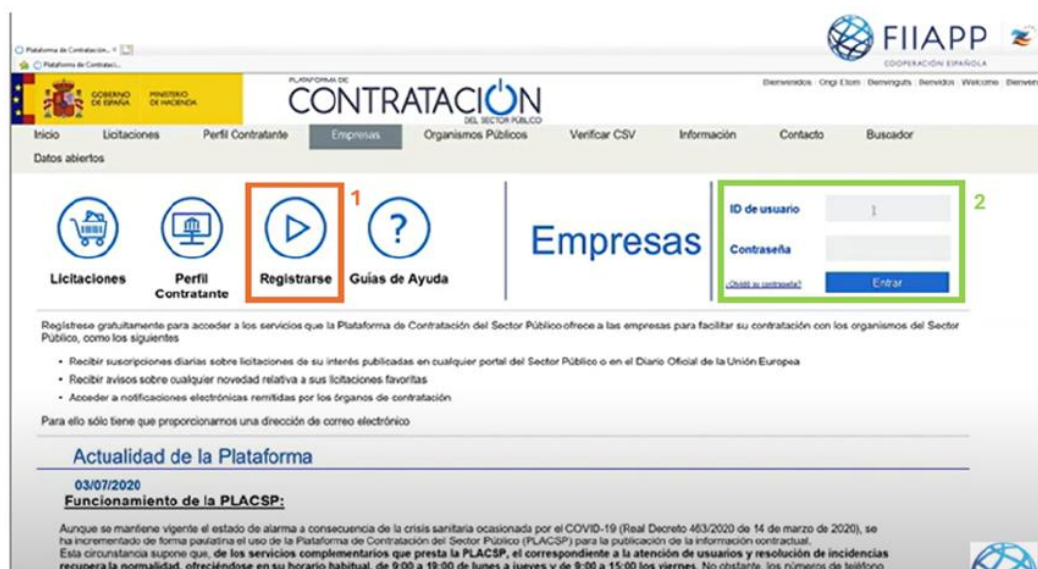 FIIAPP
COOPERACIÓN ESPAÑOLA
Plataforma de Contratación...
Plataforma de Contrataci...
GOBIERNO DE ESPAÑA
MINISTERIO DE HACIENDA
PLATAFORMA DE
CONTRATACIÓN
DEL SECTOR PÚBLICO
Bienvenidos Ongi Etorri Benvinguts Benvidos Welcome
Inicio Licitaciones Perfil Contratante Empresas Organismos Públicos Verificar CSV Información Contacto Buscador
Datos abiertos
1
2
Licitaciones
Perfil Contratante
Registrarse
Guías de Ayuda
Empresas
ID de usuario
Contraseña
¿Olvidó su contraseña?
Entrar
Regístrese gratuitamente para acceder a los servicios que la Plataforma de Contratación del Sector Público ofrece a las empresas para facilitar su contratación con los organismos del Sector
Público, como los siguientes
• Recibir suscripciones diarias sobre licitaciones de su interés publicadas en cualquier portal del Sector Público o en el Diario Oficial de la Unión Europea
• Recibir avisos sobre cualquier novedad relativa a sus licitaciones favoritas
• Acceder a notificaciones electrónicas remitidas por los órganos de contratación
Para ello sólo tiene que proporcionarnos una dirección de correo electrónico
Actualidad de la Plataforma
03/07/2020
Funcionamiento de la PLACSP:
Aunque se mantiene vigente el estado de alarma a consecuencia de la crisis sanitaria ocasionada por el COVID-19 (Real Decreto 463/2020 de 14 de marzo de 2020), se
ha incrementado de forma paulatina el uso de la Plataforma de Contratación del Sector Público (PLACSP) para la publicación de la información contractual.
Esta circunstancia supone que, de los servicios complementarios que presta la PLACSP, el correspondiente a la atención de usuarios y resolución de incidencias
recupera la normalidad, ofreciéndose en su horario habitual, de 9:00 a 19:00 de lunes a jueves y de 9:00 a 15:00 los viernes. No obstante, los números de teléfono